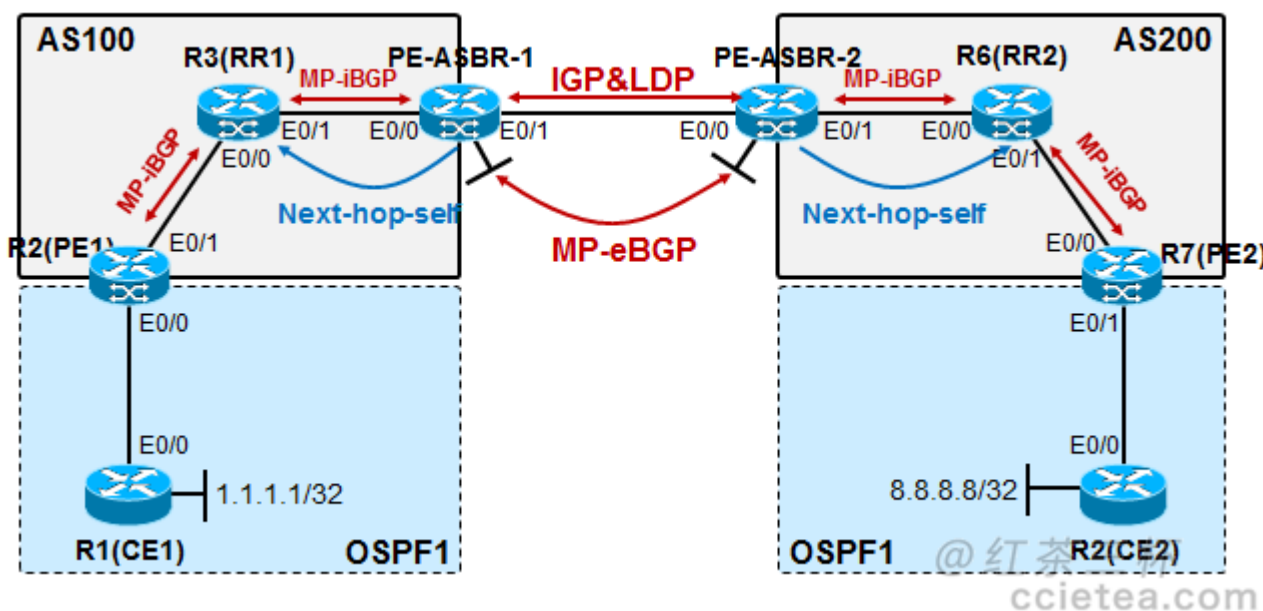 AS100
AS200
R3(RR1)
PE-ASBR-1
PE-ASBR-2
R6(RR2)
MP-iBGP
IGP&LDP
MP-iBGP
E0/1
E0/0
E0/1
E0/0
E0/1
E0/0
E0/0
E0/1
MP-iBGP
MP-iBGP
Next-hop-self
Next-hop-self
MP-eBGP
R2(PE1)
E0/1
E0/0
R7(PE2)
E0/0
E0/1
E0/0
E0/0
1.1.1.1/32
8.8.8.8/32
R1(CE1)
OSPF1
OSPF1
R2(CE2)
@红茶三杯
ccietea.com